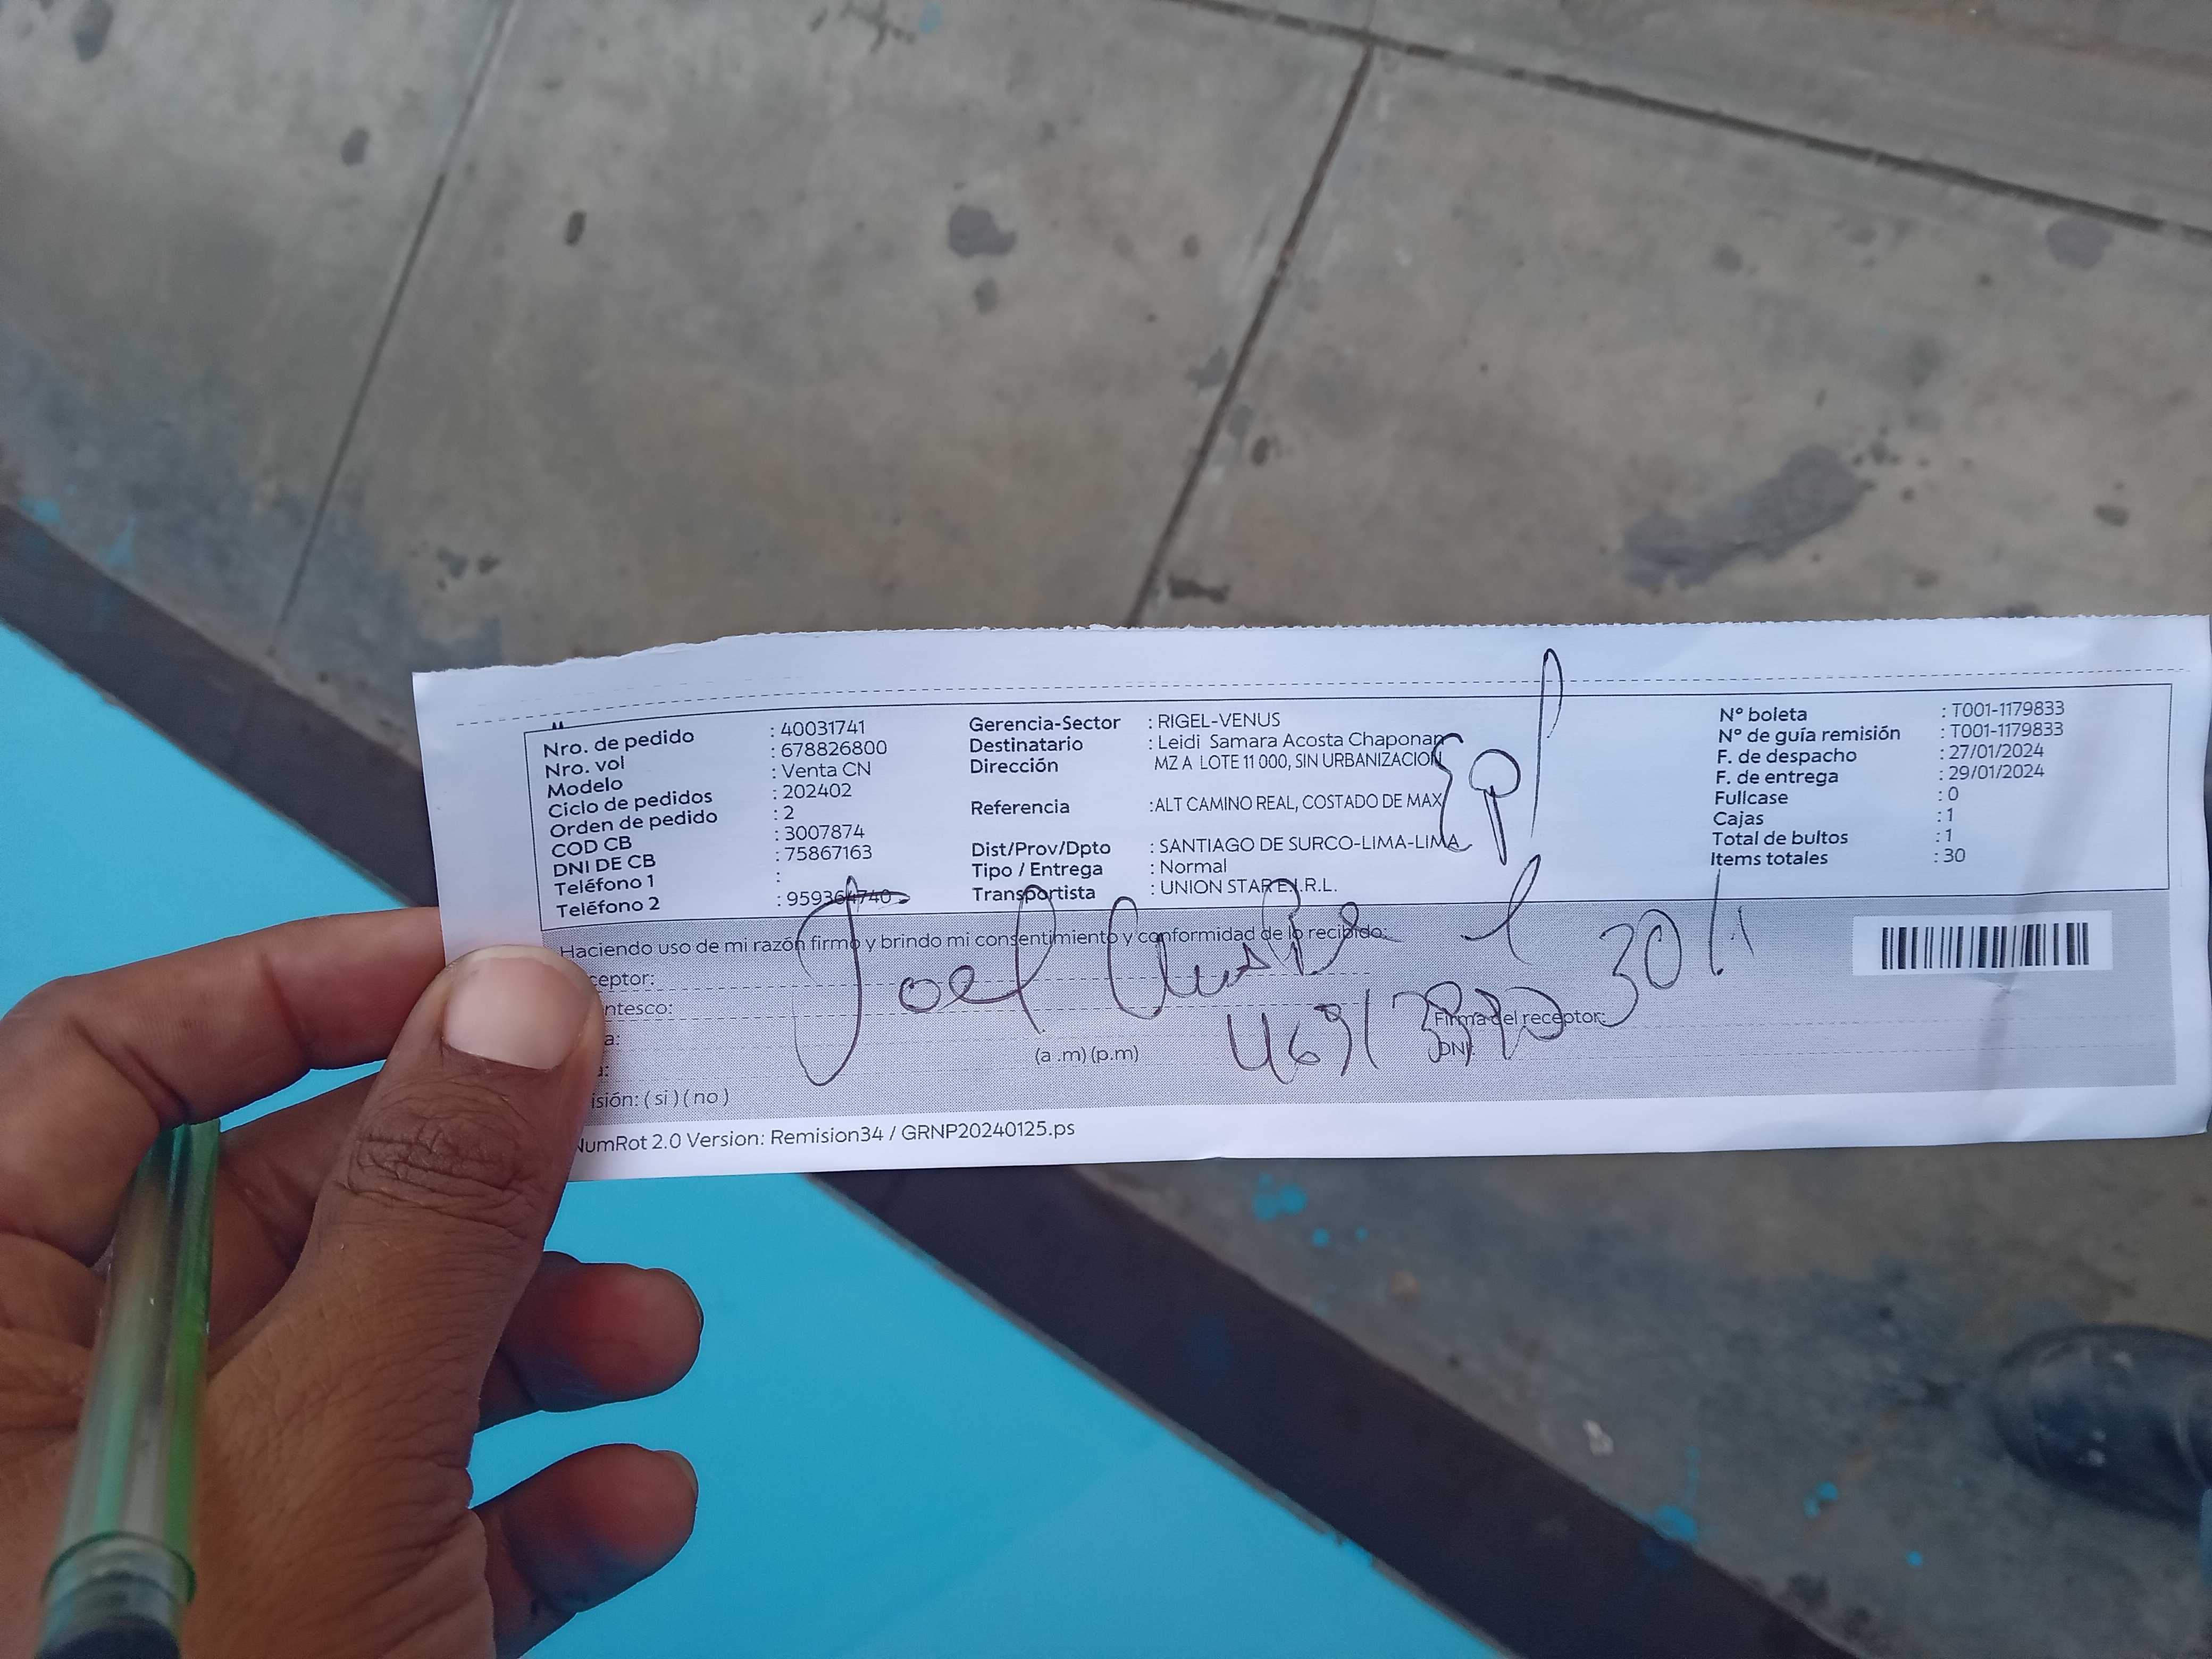 Nro. de pedido : 40031741
Nro. vol : 678826800
Modelo : Venta CN
Ciclo de pedidos : 202402
Orden de pedido : 2
COD CB : 3007874
DNI DE CB : 75867163
Teléfono 1 :
Teléfono 2 : 959364740
Gerencia-Sector : RIGEL-VENUS
Destinatario : Leidi Samara Acosta Chaponan
Dirección MZ A LOTE 11 000, SIN URBANIZACION
Referencia :ALT CAMINO REAL, COSTADO DE MAX
Dist/Prov/Dpto : SANTIAGO DE SURCO-LIMA-LIMA
Tipo / Entrega : Normal
Transportista : UNION STAR E.I.R.L.
N° boleta : T001-1179833
N° de guía remisión : T001-1179833
F. de despacho : 27/01/2024
F. de entrega : 29/01/2024
Fullcase : 0
Cajas : 1
Total de bultos : 1
Items totales : 30
Haciendo uso de mi razón firmo y brindo mi consentimiento y conformidad de lo recibido:
ceptor:
Joel
ntesco:
a:
(a .m) (p.m)
Firma del receptor:
DNI:
isión: ( si ) ( no )
NumRot 2.0 Version: Remision34 / GRNP20240125.ps